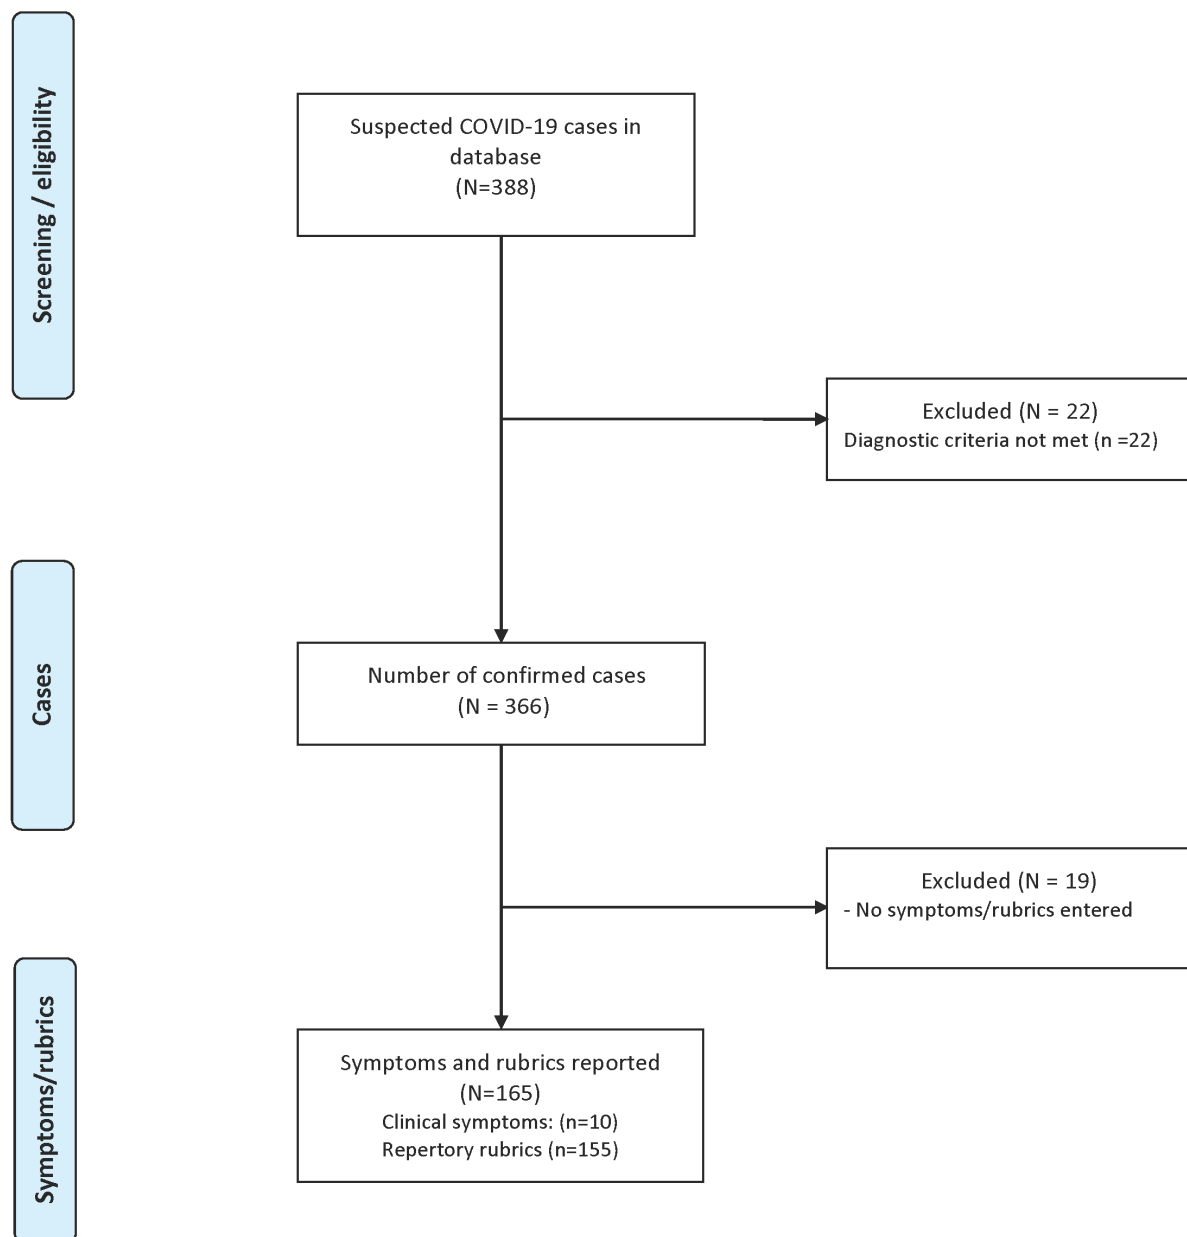 Screening / eligibility
Suspected COVID-19 cases in
database
(N=388)
Excluded (N = 22)
Diagnostic criteria not met (n =22)
Cases
Number of confirmed cases
(N = 366)
Excluded (N = 19)
- No symptoms/rubrics entered
Symptoms/rubrics
Symptoms and rubrics reported
(N=165)
Clinical symptoms: (n=10)
Repertory rubrics (n=155)